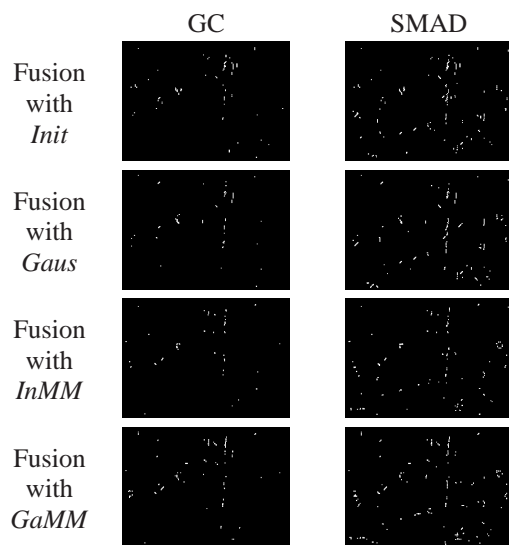 GC SMAD
Fusion
with
Init
Fusion
with
Gaus
Fusion
with
InMM
Fusion
with
GaMM